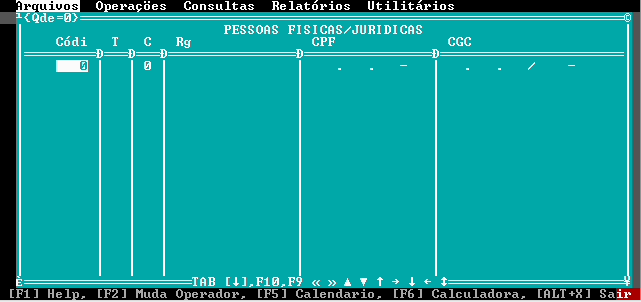 Arquivos Operações Consultas Relatórios Utilitários
{Qde=0}
PESSOAS FISICAS/JURIDICAS
Códi T C Rg CPF CGC
0 0 . . - . . / -
TAB [↓],F10,F9 « » ▲ ▼ ↑ → ↓ ← ↕
[F1] Help, [F2] Muda Operador, [F5] Calendario, [F6] Calculadora, [ALT+X] Sair